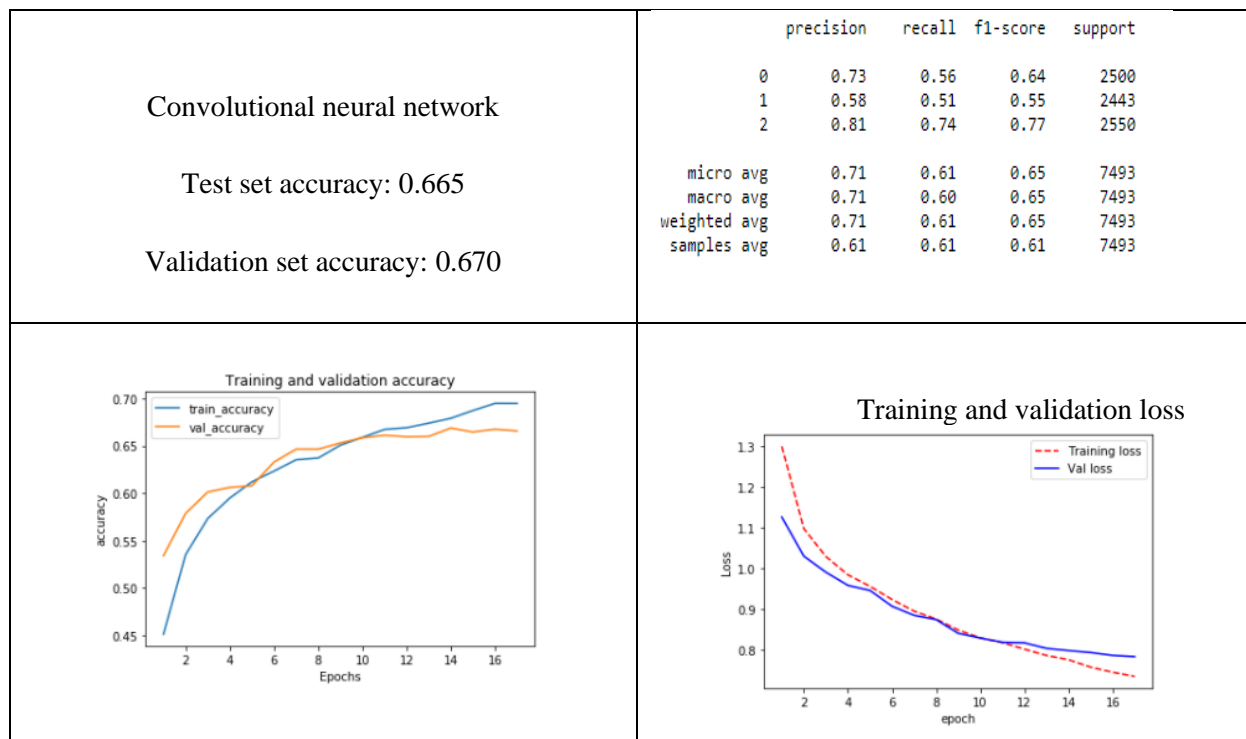 Convolutional neural network
Test set accuracy: 0.665
Validation set accuracy: 0.670
precision recall f1-score support
0 0.73 0.56 0.64 2500
1 0.58 0.51 0.55 2443
2 0.81 0.74 0.77 2550
micro avg 0.71 0.61 0.65 7493
macro avg 0.71 0.60 0.65 7493
weighted avg 0.71 0.61 0.65 7493
samples avg 0.61 0.61 0.61 7493
Training and validation accuracy
train_accuracy
val_accuracy
0.70
0.65
0.60
0.55
0.50
0.45
accuracy
2 4 6 8 10 12 14 16
Epochs
Training and validation loss
Training loss
Val loss
1.3
1.2
1.1
1.0
0.9
0.8
Loss
2 4 6 8 10 12 14 16
epoch